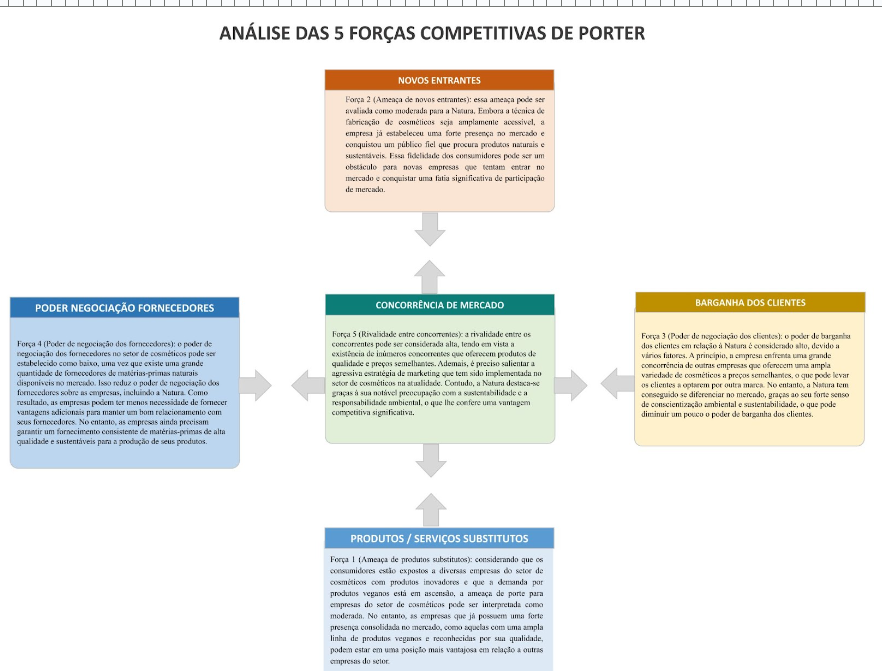 ANÁLISE DAS 5 FORÇAS COMPETITIVAS DE PORTER
NOVOS ENTRANTES
Força 2 (Ameaça de novos entrantes): essa ameaça pode ser
avaliada como moderada para a Natura. Embora a técnica de
fabricação de cosméticos seja amplamente acessível, a
empresa já estabeleceu uma forte presença no mercado e
conquistou um público fiel que procura produtos naturais e
sustentáveis. Essa fidelidade dos consumidores pode ser um
obstáculo para novas empresas que tentam entrar no
mercado e conquistar uma fatia significativa de participação
de mercado.
PODER NEGOCIAÇÃO FORNECEDORES
Força 4 (Poder de negociação dos fornecedores): o poder de
negociação dos fornecedores no setor de cosméticos pode ser
estabelecido como baixo, uma vez que existe uma grande
quantidade de fornecedores de matérias-primas naturais
disponíveis no mercado. Isso reduz o poder de negociação dos
fornecedores sobre as empresas, incluindo a Natura. Como
resultado, as empresas podem ter menos necessidade de fornecer
vantagens adicionais para manter um bom relacionamento com
seus fornecedores. No entanto, as empresas ainda precisam
garantir um fornecimento consistente de matérias-primas de alta
qualidade e sustentáveis para a produção de seus produtos.
CONCORRÊNCIA DE MERCADO
Força 5 (Rivalidade entre concorrentes): a rivalidade entre os
concorrentes pode ser considerada alta, tendo em vista a
existência de inúmeros concorrentes que oferecem produtos de
qualidade e preços semelhantes. Ademais, é preciso salientar a
agressiva estratégia de marketing que tem sido implementada no
setor de cosméticos na atualidade. Contudo, a Natura destaca-se
graças à sua notável preocupação com a sustentabilidade e a
responsabilidade ambiental, o que lhe confere uma vantagem
competitiva significativa.
BARGANHA DOS CLIENTES
Força 3 (Poder de negociação dos clientes): o poder de barganha
dos clientes em relação à Natura é considerado alto, devido a
vários fatores. A princípio, a empresa enfrenta uma grande
concorrência de outras empresas que oferecem uma ampla
variedade de cosméticos a preços semelhantes, o que pode levar
os clientes a optarem por outra marca. No entanto, a Natura tem
conseguido se diferenciar no mercado, graças ao seu forte senso
de conscientização ambiental e sustentabilidade, o que pode
diminuir um pouco o poder de barganha dos clientes.
PRODUTOS / SERVIÇOS SUBSTITUTOS
Força 1 (Ameaça de produtos substitutos): considerando que os
consumidores estão expostos a diversas empresas do setor de
cosméticos com produtos inovadores e que a demanda por
produtos veganos está em ascensão, a ameaça de porte para
empresas do setor de cosméticos pode ser interpretada como
moderada. No entanto, as empresas que já possuem uma forte
presença consolidada no mercado, como aquelas com uma ampla
linha de produtos veganos e reconhecidas por sua qualidade,
podem estar em uma posição mais vantajosa em relação a outras
empresas do setor.